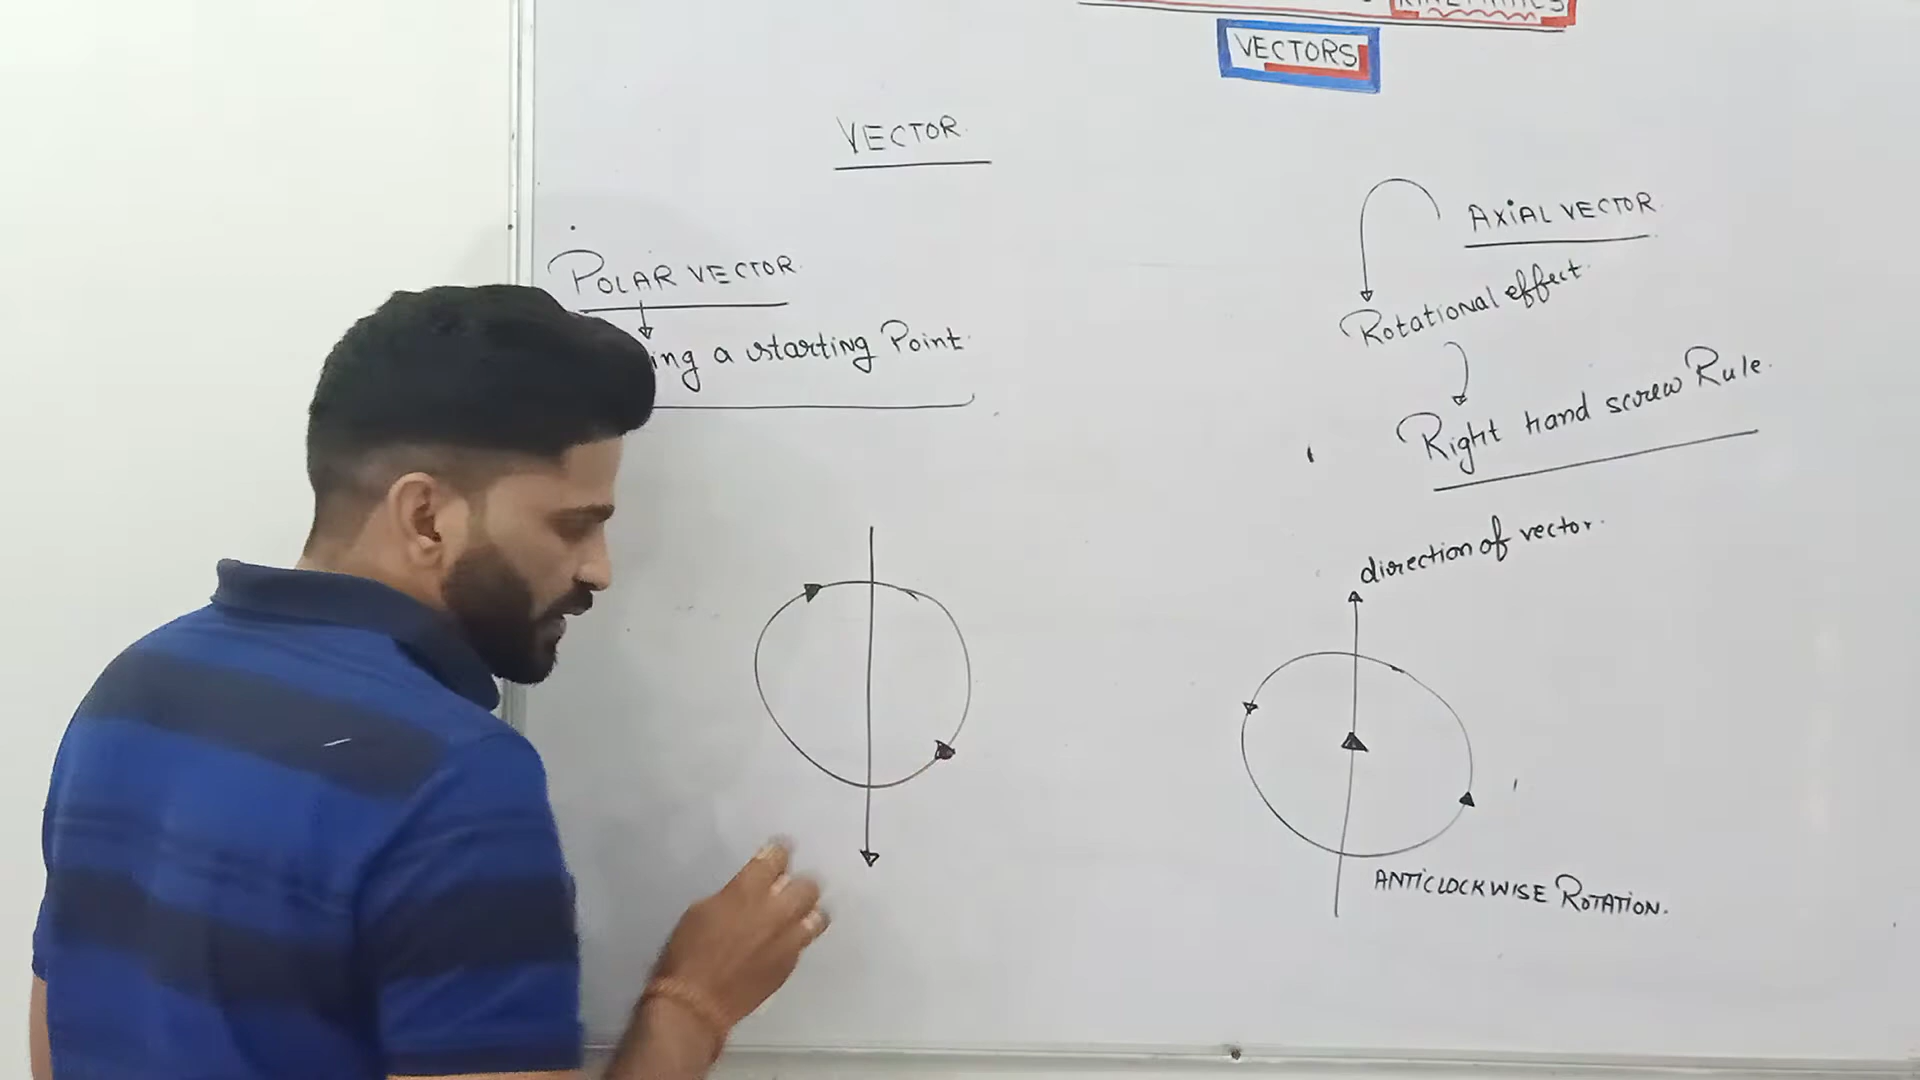 VECTORS
VECTOR.
POLAR VECTOR.
a starting Point.
AXIAL VECTOR.
Rotational effect.
Right hand screw Rule.
direction of vector.
ANTICLOCKWISE ROTATION.